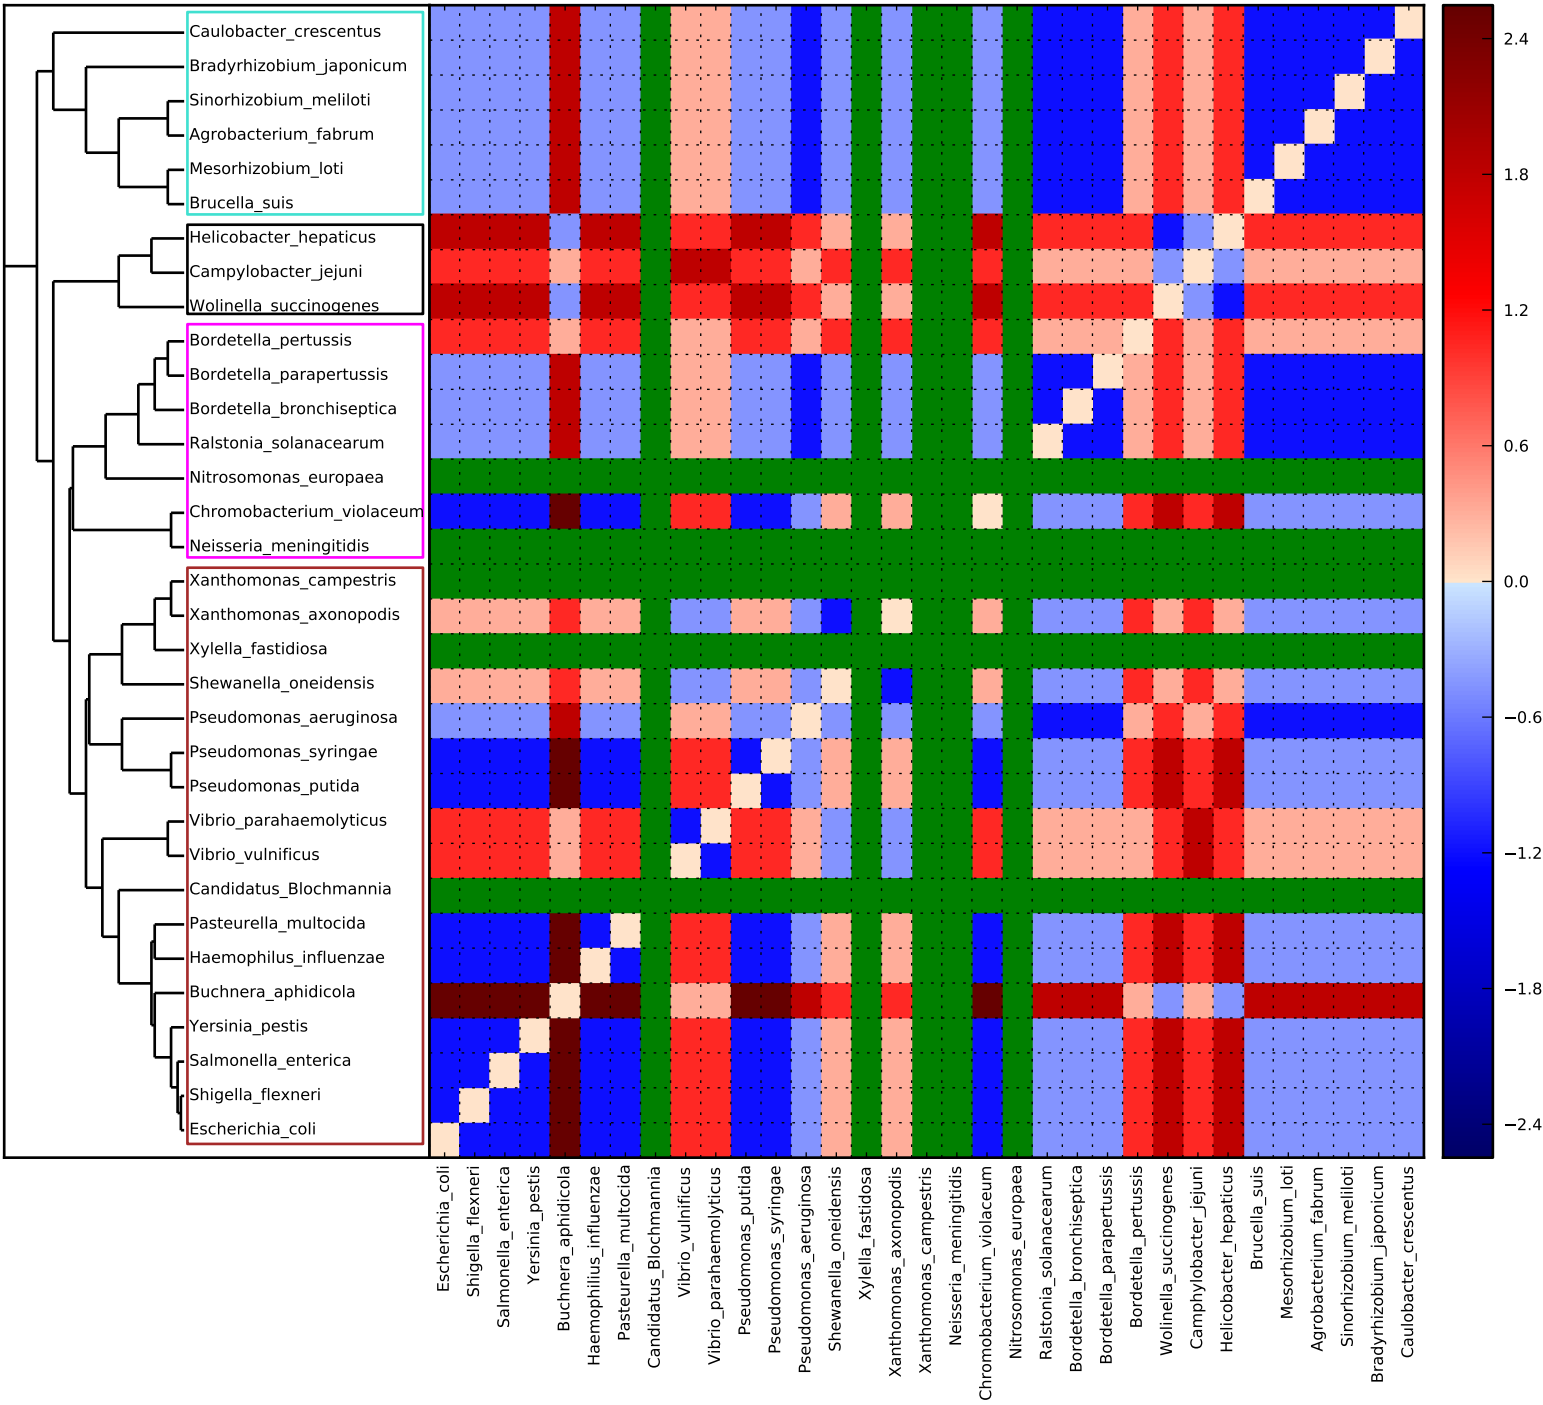 Caulobacter_crescentus
Bradyrhizobium_japonicum
Sinorhizobium_meliloti
Agrobacterium_fabrum
Mesorhizobium_loti
Brucella_suis
Helicobacter_hepaticus
Campylobacter_jejuni
Wolinella_succinogenes
Bordetella_pertussis
Bordetella_parapertussis
Bordetella_bronchiseptica
Ralstonia_solanacearum
Nitrosomonas_europaea
Chromobacterium_violaceum
Neisseria_meningitidis
Xanthomonas_campestris
Xanthomonas_axonopodis
Xylella_fastidiosa
Shewanella_oneidensis
Pseudomonas_aeruginosa
Pseudomonas_syringae
Pseudomonas_putida
Vibrio_parahaemolyticus
Vibrio_vulnificus
Candidatus_Blochmannia
Pasteurella_multocida
Haemophilus_influenzae
Buchnera_aphidicola
Yersinia_pestis
Salmonella_enterica
Shigella_flexneri
Escherichia_coli
2.4
1.8
1.2
0.6
0.0
−0.6
−1.2
−1.8
−2.4
Escherichia_coli
Shigella_flexneri
Salmonella_enterica
Yersinia_pestis
Buchnera_aphidicola
Haemophilius_influenzae
Pasteurella_multocida
Candidatus_Blochmannia
Vibrio_vulnificus
Vibrio_parahaemolyticus
Pseudomonas_putida
Pseudomonas_syringae
Pseudomonas_aeruginosa
Shewanella_oneidensis
Xylella_fastidosa
Xanthomonas_axonopodis
Xanthomonas_campestris
Neisseria_meningitidis
Chromobacterium_violaceum
Nitrosomonas_europaea
Ralstonia_solanacearum
Bordetella_bronchiseptica
Bordetella_parapertussis
Bordetella_pertussis
Wolinella_succinogenes
Camphylobacter_jejuni
Helicobacter_hepaticus
Brucella_suis
Mesorhizobium_loti
Agrobacterium_fabrum
Sinorhizobium_meliloti
Bradyrhizobium_japonicum
Caulobacter_crescentus